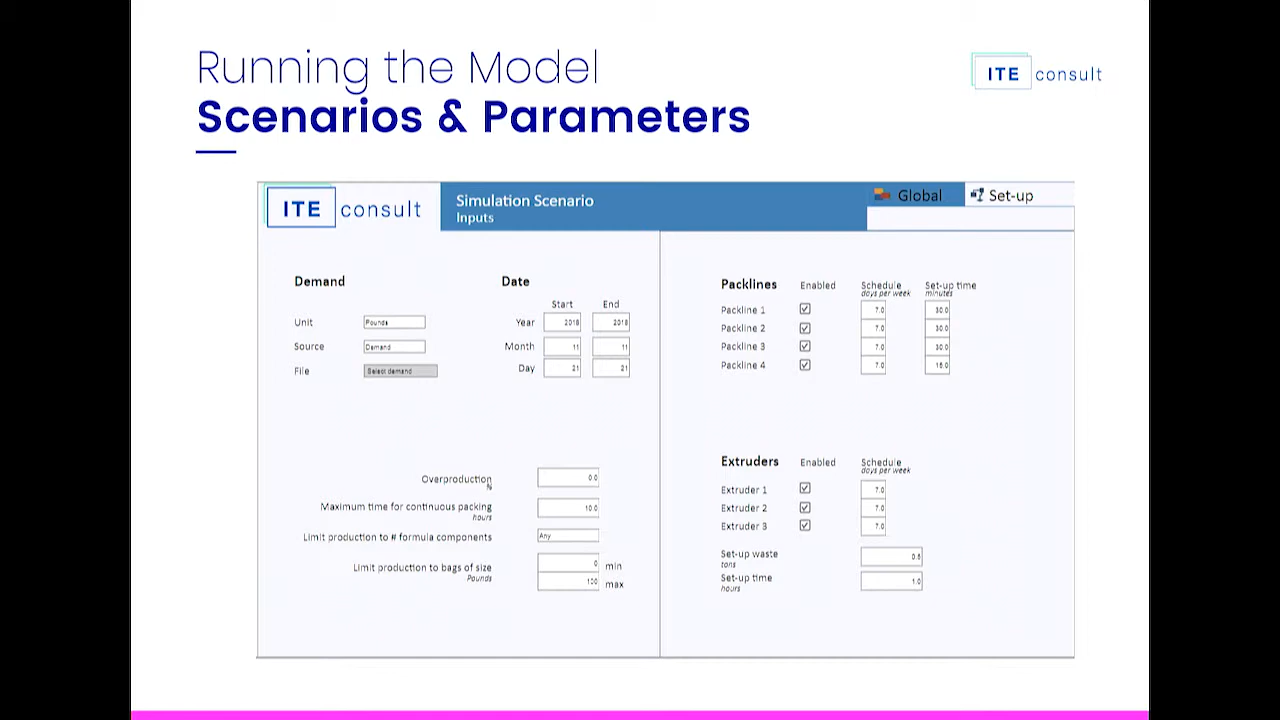 Running the Model
Scenarios & Parameters
ITE consult
ITE consult
Simulation Scenario
Inputs
Global
Set-up
Demand
Unit Pounds
Source Demand
File Select demand
Date
Start End
Year 2018 2018
Month 11 11
Day 21 21
Overproduction 0.0
%
Maximum time for continuous packing 10.0
hours
Limit production to # formula components Any
Limit production to bags of size 0 min
Pounds 100 max
Packlines Enabled Schedule Set-up time
days per week minutes
Packline 1 7.0 30.0
Packline 2 7.0 30.0
Packline 3 7.0 30.0
Packline 4 7.0 15.0
Extruders Enabled Schedule
days per week
Extruder 1 7.0
Extruder 2 7.0
Extruder 3 7.0
Set-up waste
tons
Set-up time 1.0
hours